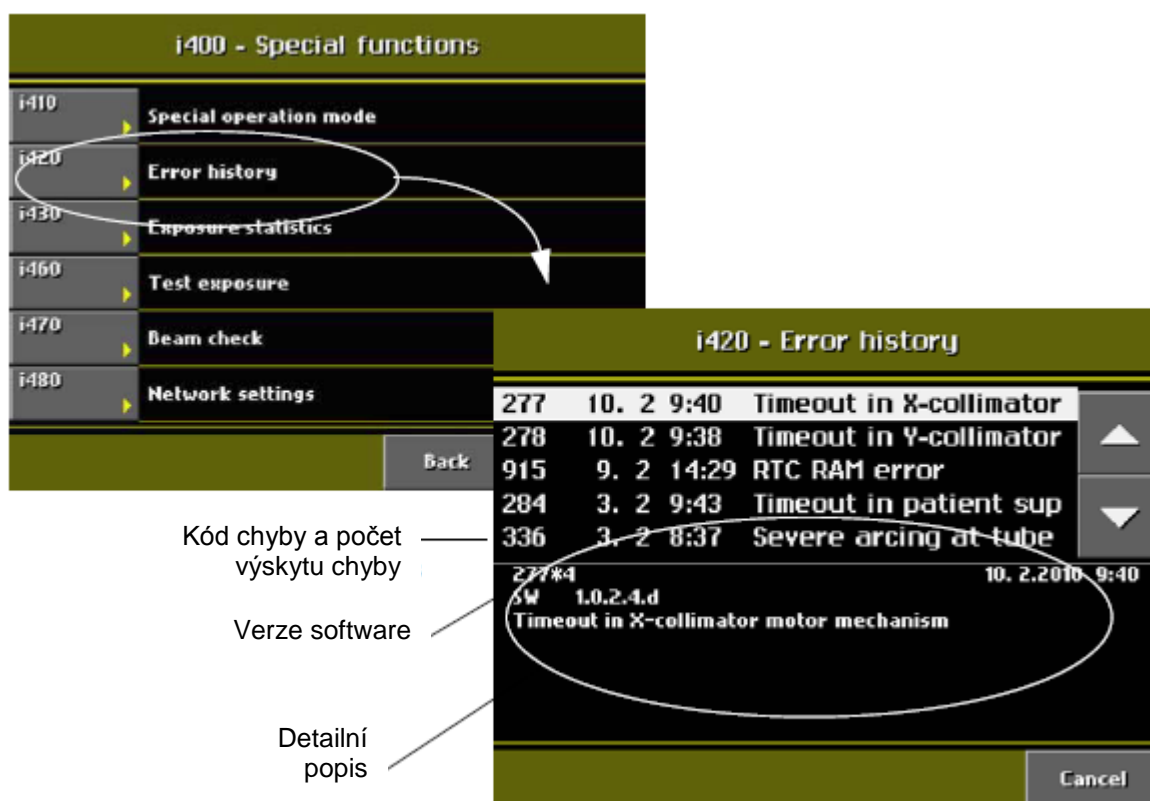 i400 - Special functions
i410 Special operation mode
i420 Error history
i430 Exposure statistics
i460 Test exposure
i470 Beam check
i480 Network settings
Back
i420 - Error history
277 10. 2 9:40 Timeout in X-collimator
278 10. 2 9:38 Timeout in Y-collimator
915 9. 2 14:29 RTC RAM error
284 3. 2 9:43 Timeout in patient sup
336 3. 2 8:37 Severe arcing at tube
277*4 10. 2.2010 9:40
SW 1.0.2.4.d
Timeout in X-collimator motor mechanism
Cancel
Kód chyby a počet
výskytu chyby
Verze software
Detailní
popis